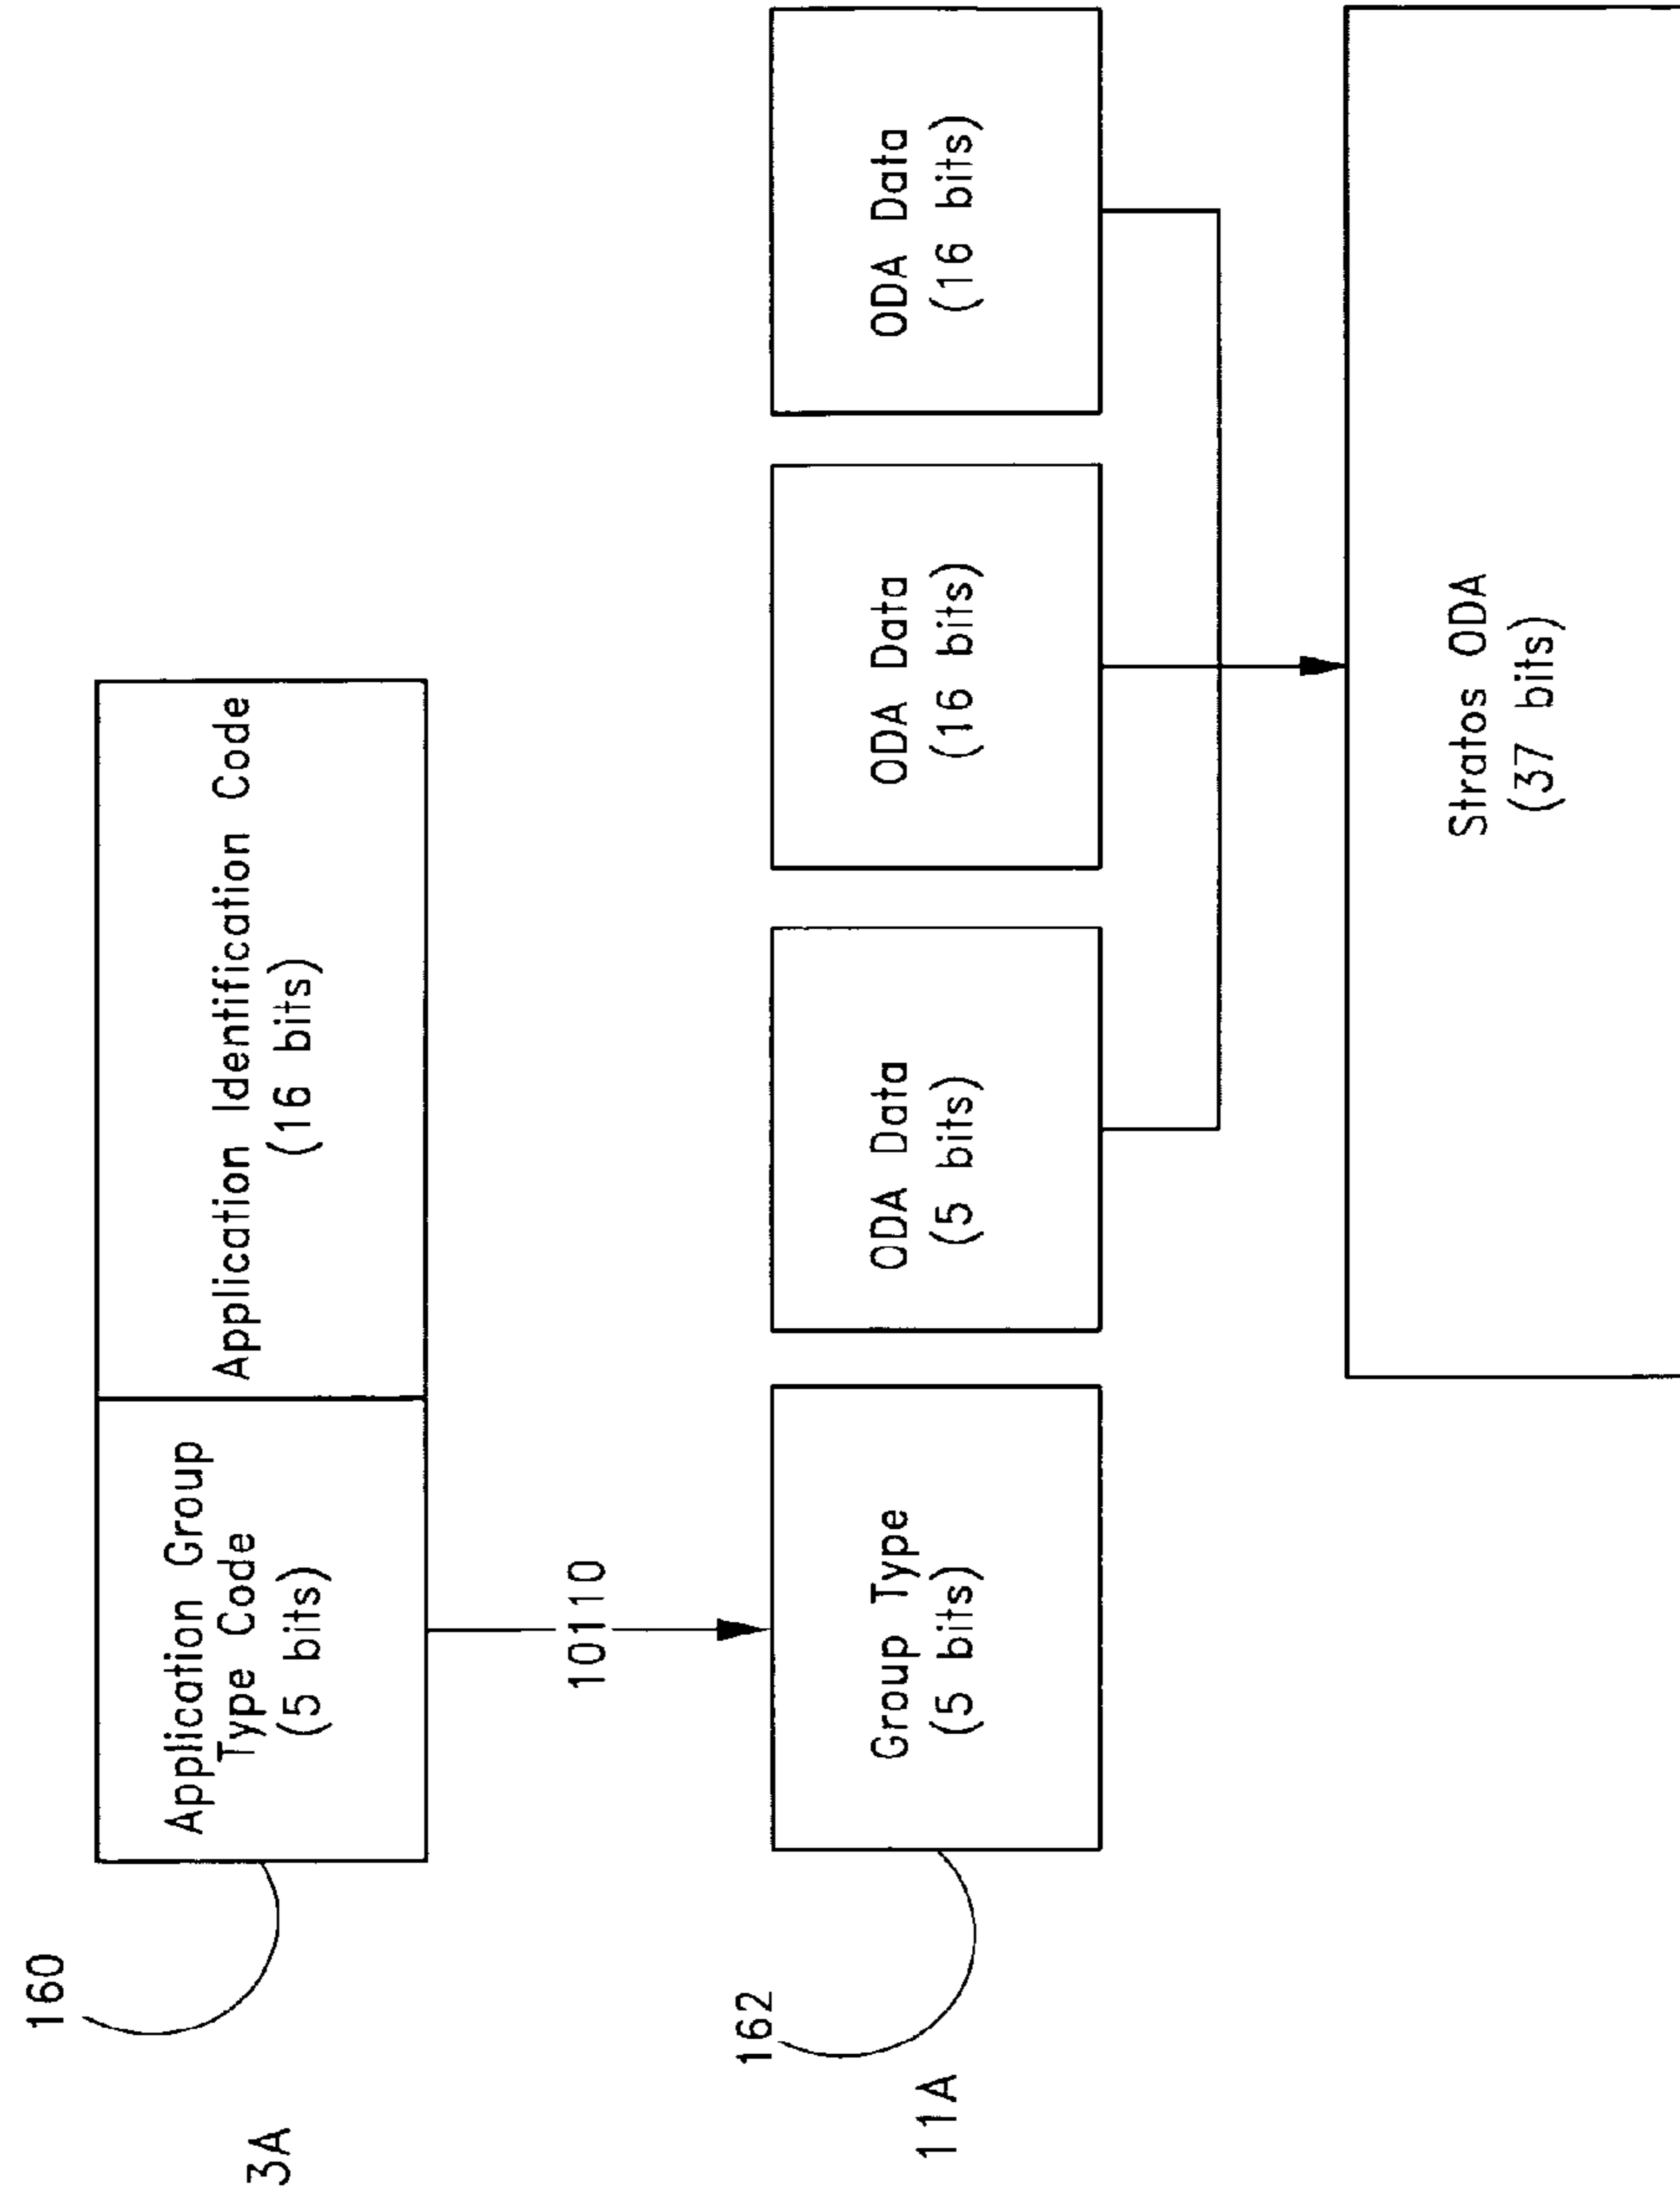 160
3A
Application Group
Type Code
(5 bits)
Application Identification Code
(16 bits)
10110
162
11A
Group Type
(5 bits)
ODA Data
(5 bits)
ODA Data
(16 bits)
ODA Data
(16 bits)
Stratos ODA
(37 bits)